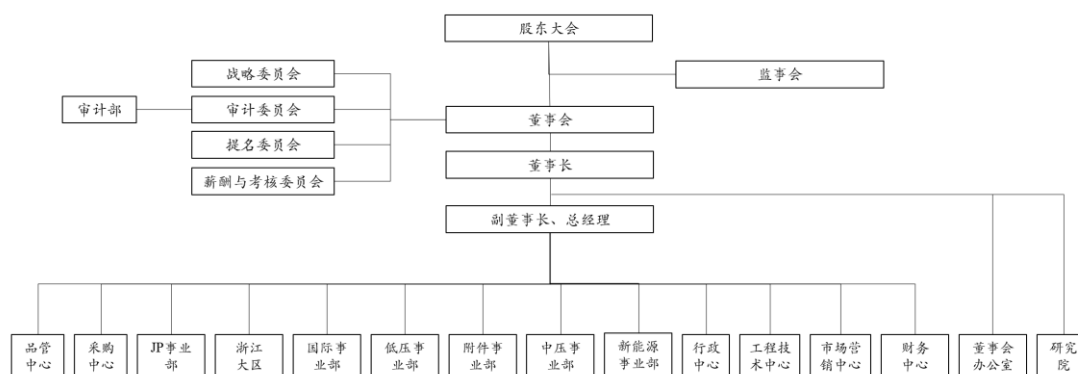 股东大会
战略委员会
监事会
审计部
审计委员会
董事会
提名委员会
董事长
薪酬与考核委员会
副董事长、总经理
品管
中心
采购
中心
JP事业
部
浙江
大区
国际事
业部
低压事
业部
附件事
业部
中压事
业部
新能源
事业部
行政
中心
工程技
术中心
市场营
销中心
财务
中心
董事会
办公室
研究
院